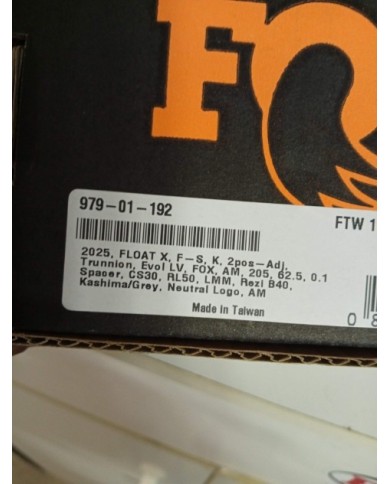 FO
979-01-192
FTW 1
2025, FLOAT X, F-S, K, 2pos-Adj,
Trunnion, Evol LV, FOX, AM, 205, 62.5, 0.1
Spacer, CS30, RL50, LMM, Rezi B40,
Kashima/Grey, Neutral Logo, AM
Made in Taiwan
0